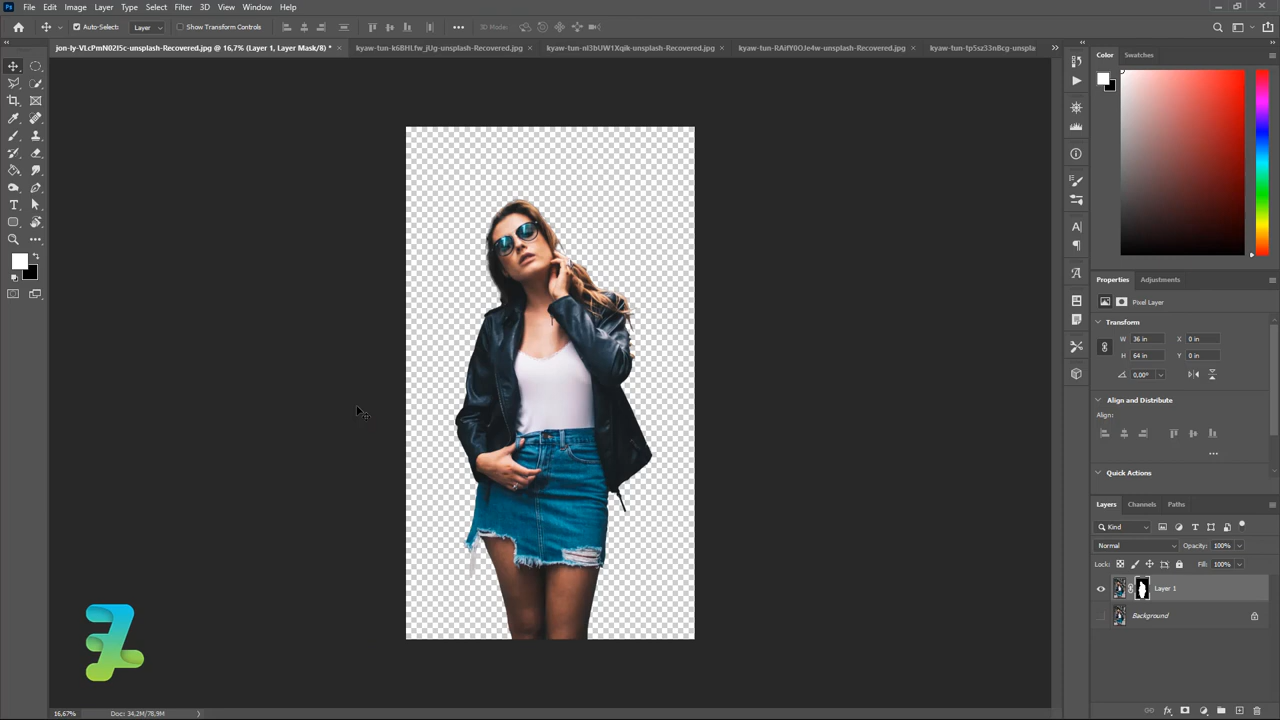 File Edit Image Layer Type Select Filter 3D View Window Help
Auto-Select: Layer Show Transform Controls 3D Mode:
jon-ly-VLcPmN02I5c-unsplash-Recovered.jpg @ 16,7% (Layer 1, Layer Mask/8) * × kyaw-tun-k6BHLfw_jUg-unsplash-Recovered.jpg × kyaw-tun-nl3bUW1Xqik-unsplash-Recovered.jpg × kyaw-tun-RAifY0OJe4w-unsplash-Recovered.jpg × kyaw-tun-tp5sz33nBcg-unspla
Color Swatches
Properties Adjustments
Pixel Layer
Transform
W 36 in X 0 in
H 64 in Y 0 in
0,00°
Align and Distribute
Align:
Quick Actions
Layers Channels Paths
Kind
Normal Opacity: 100%
Lock: Fill: 100%
Layer 1
Background
16,67% Doc: 34,2M/78,9M